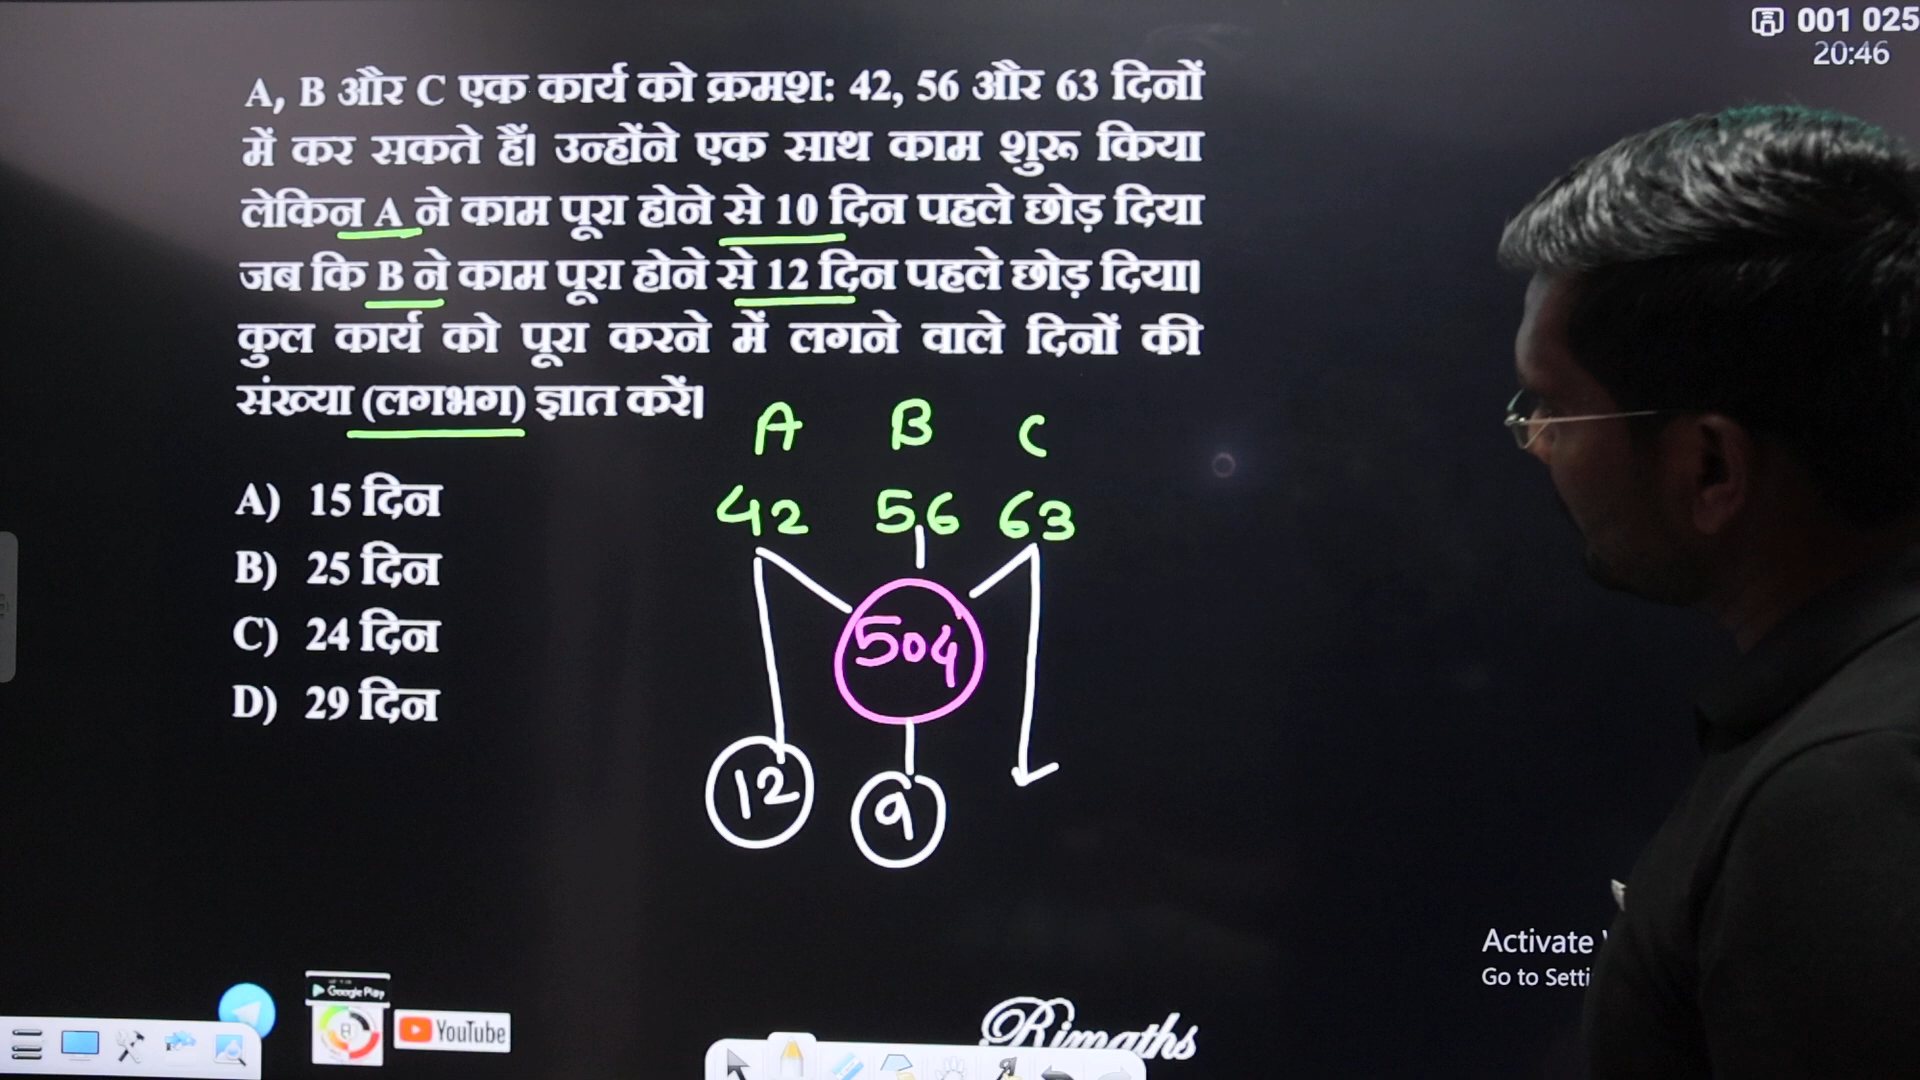 001 025
20:46
A, B और C एक कार्य को क्रमश: 42, 56 और 63 दिनों
में कर सकते हैं। उन्होंने एक साथ काम शुरू किया
लेकिन A ने काम पूरा होने से 10 दिन पहले छोड़ दिया
जब कि B ने काम पूरा होने से 12 दिन पहले छोड़ दिया।
कुल कार्य को पूरा करने में लगने वाले दिनों की
संख्या (लगभग) ज्ञात करें।
A) 15 दिन
B) 25 दिन
C) 24 दिन
D) 29 दिन
A B C
42 56 63
504
12 9
Activate
Go to Setti
Google Play
YouTube
Rimaths